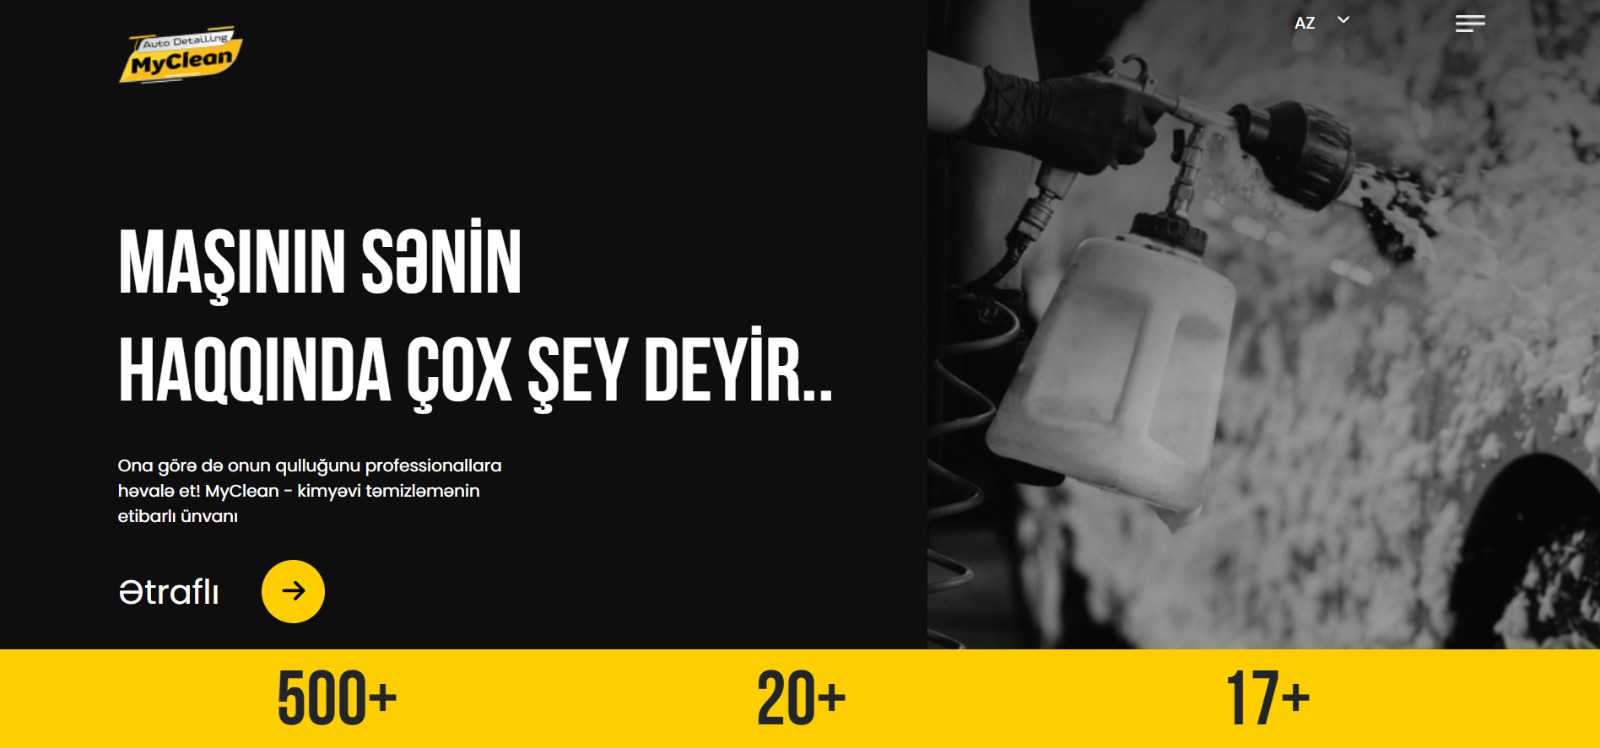 Auto Detailing
MyClean
AZ
MAŞININ SƏNİN
HAQQINDA ÇOX ŞEY DEYİR..
Ona görə də onun qulluğunu professionallara
həvalə et! MyClean - kimyəvi təmizləmənin
etibarlı ünvanı
Ətraflı
500+
20+
17+